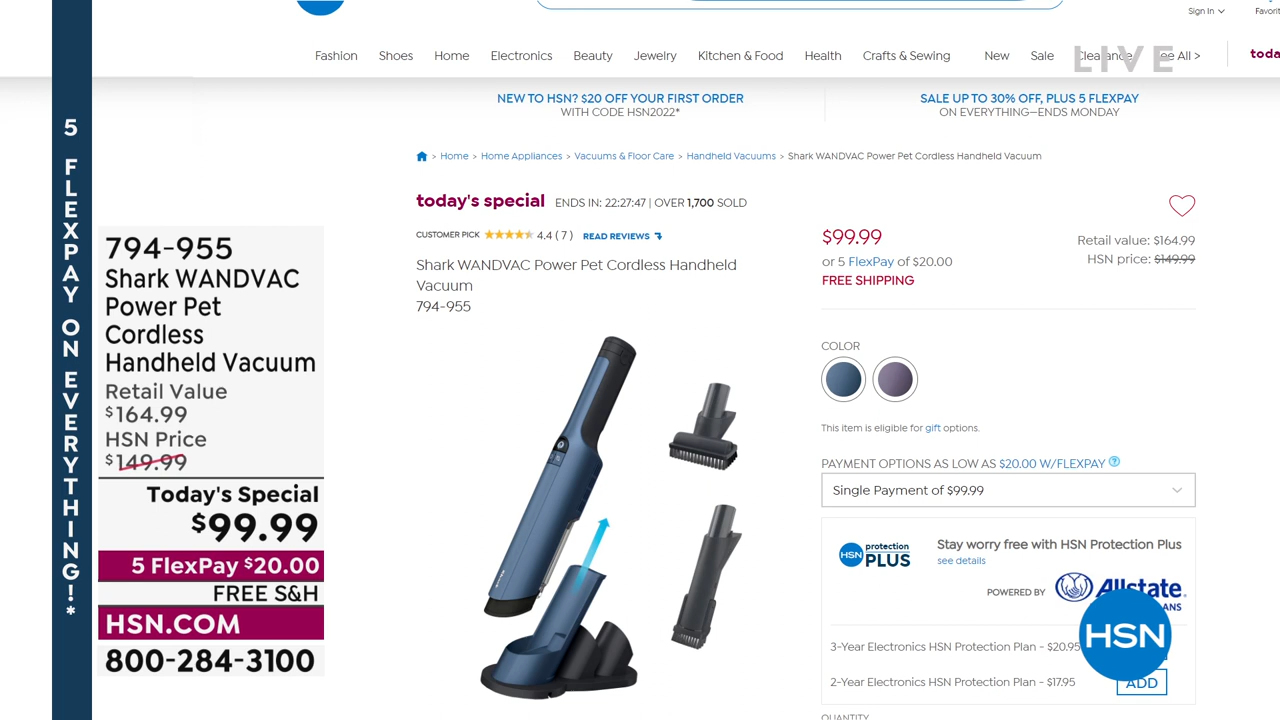 Sign In
Fashion Shoes Home Electronics Beauty Jewelry Kitchen & Food Health Crafts & Sewing New Sale Clearance See All >
LIVE
NEW TO HSN? $20 OFF YOUR FIRST ORDER
WITH CODE HSN2022*
SALE UP TO 30% OFF, PLUS 5 FLEXPAY
ON EVERYTHING—ENDS MONDAY
5 FLEXPAY ON EVERYTHING!*
> Home > Home Appliances > Vacuums & Floor Care > Handheld Vacuums > Shark WANDVAC Power Pet Cordless Handheld Vacuum
today's special ENDS IN: 22:27:47 | OVER 1,700 SOLD
CUSTOMER PICK 4.4 ( 7 ) READ REVIEWS
Shark WANDVAC Power Pet Cordless Handheld
Vacuum
794-955
$99.99
or 5 FlexPay of $20.00
FREE SHIPPING
Retail value: $164.99
HSN price: $149.99
COLOR
This item is eligible for gift options.
PAYMENT OPTIONS AS LOW AS $20.00 W/FLEXPAY ?
Single Payment of $99.99
HSN protection PLUS
Stay worry free with HSN Protection Plus
see details
POWERED BY Allstate.
3-Year Electronics HSN Protection Plan - $20.95
2-Year Electronics HSN Protection Plan - $17.95
ADD
HSN
QUANTITY
794-955
Shark WANDVAC
Power Pet
Cordless
Handheld Vacuum
Retail Value
$164.99
HSN Price
$149.99
Today's Special
$99.99
5 FlexPay $20.00
FREE S&H
HSN.COM
800-284-3100